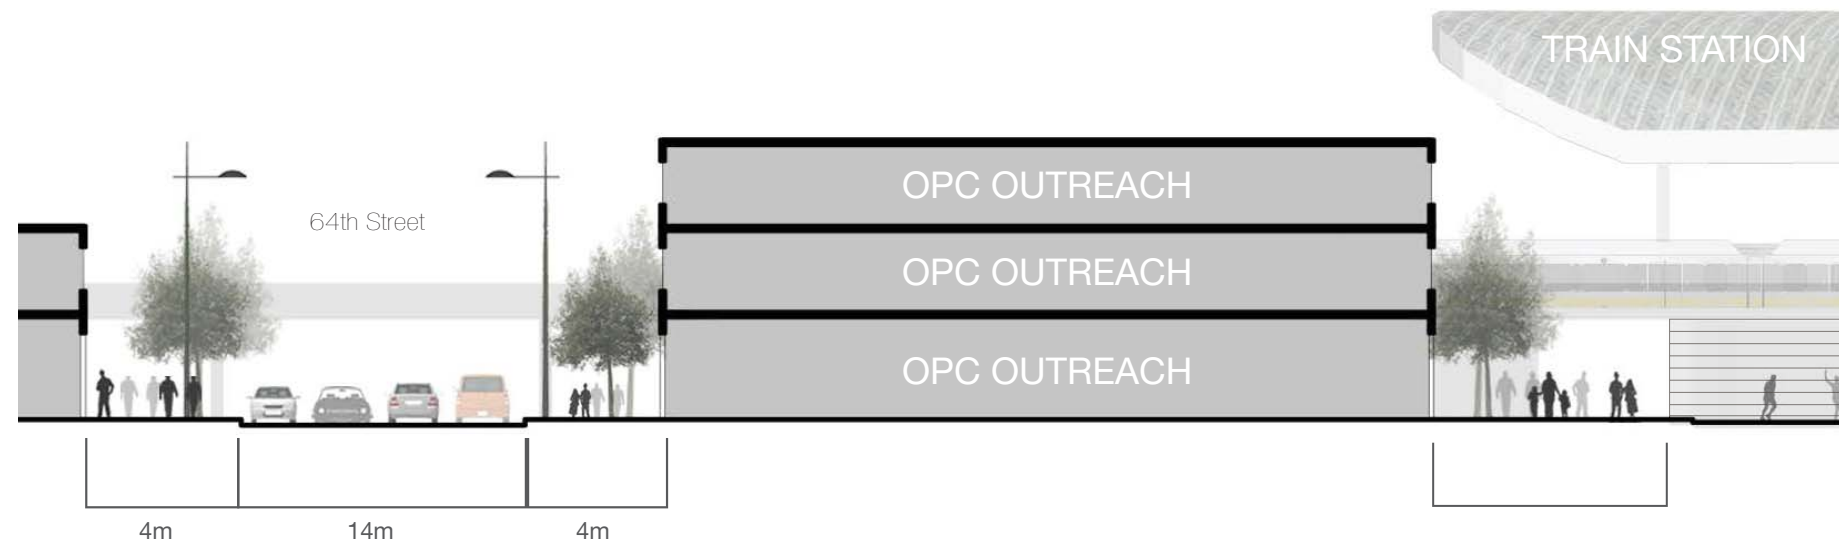 TRAIN STATION
64th Street
OPC OUTREACH
OPC OUTREACH
OPC OUTREACH
4m
14m
4m